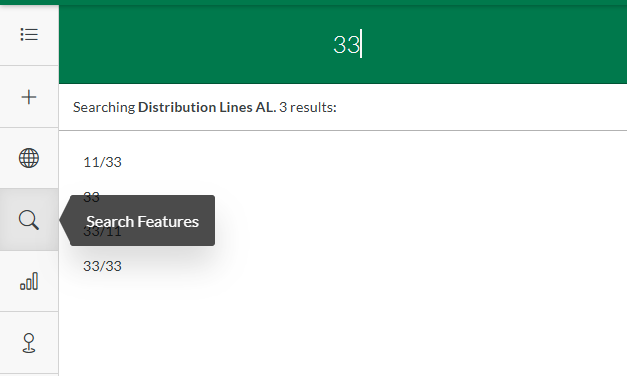 33
Searching Distribution Lines AL. 3 results:
11/33
33
Search Features
33/11
33/33